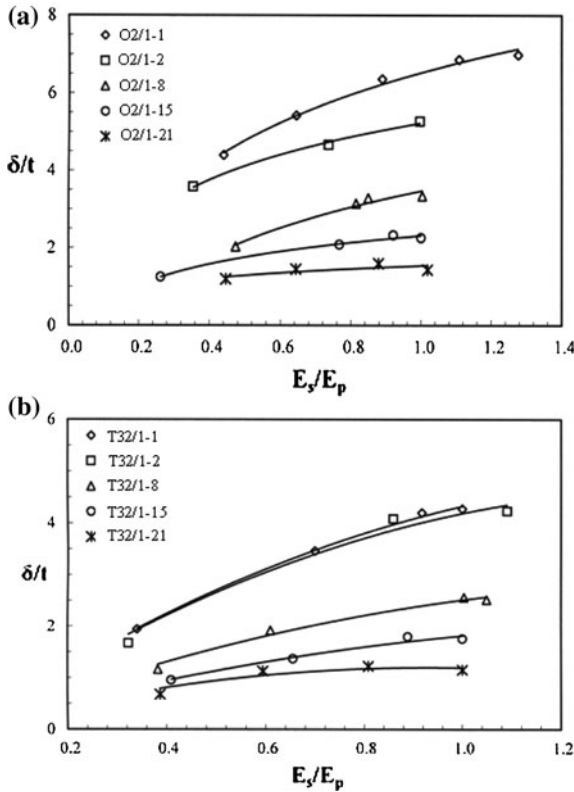 (a)
8
6
4
2
0
δ/t
O2/1-1
O2/1-2
O2/1-8
O2/1-15
O2/1-21
0.0 0.2 0.4 0.6 0.8 1.0 1.2 1.4
Es/Ep
(b)
6
4
2
0
δ/t
T32/1-1
T32/1-2
T32/1-8
T32/1-15
T32/1-21
0.2 0.4 0.6 0.8 1.0 1.2
Es/Ep